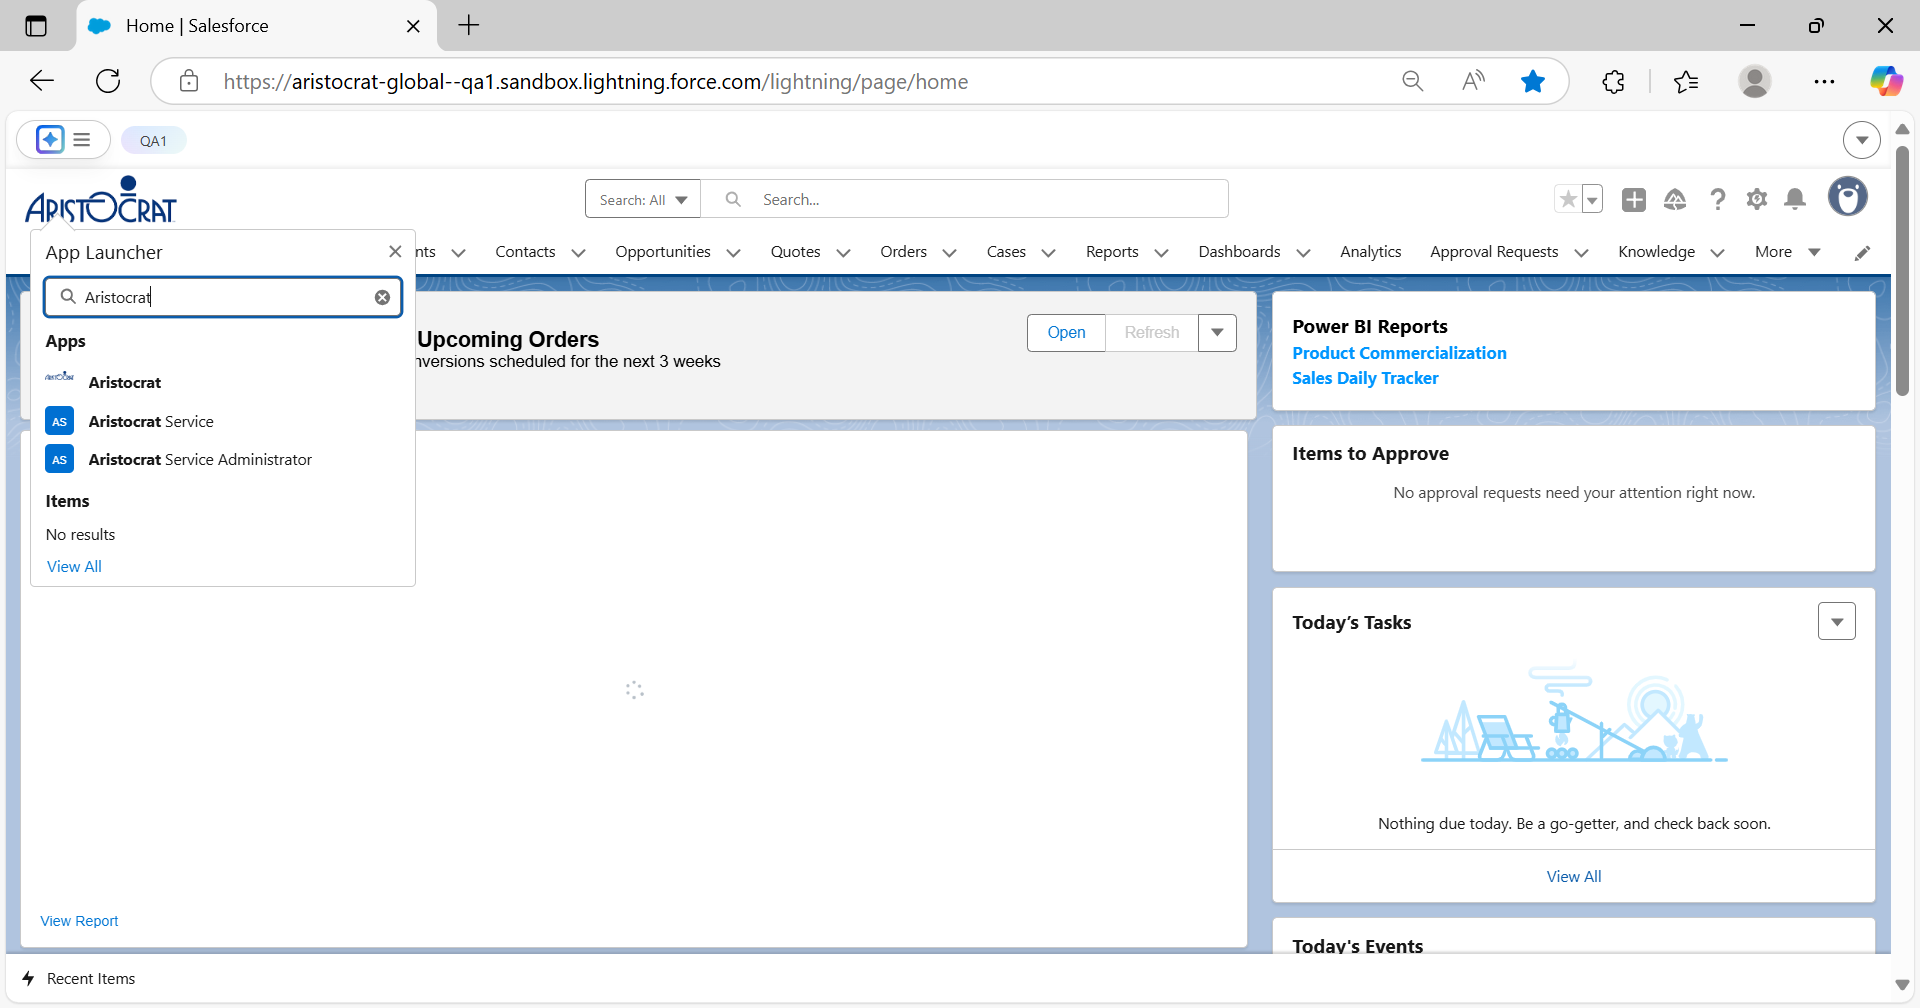 Home | Salesforce
https://aristocrat-global--qa1.sandbox.lightning.force.com/lightning/page/home
QA1
ARISTOCRAT
Search: All
Search...
App Launcher
nts
Contacts
Opportunities
Quotes
Orders
Cases
Reports
Dashboards
Analytics
Approval Requests
Knowledge
More
Aristocrat
Apps
ARISTOCRAT
Aristocrat
AS
Aristocrat Service
AS
Aristocrat Service Administrator
Items
No results
View All
Upcoming Orders
nversions scheduled for the next 3 weeks
Open
Refresh
View Report
Power BI Reports
Product Commercialization
Sales Daily Tracker
Items to Approve
No approval requests need your attention right now.
Today’s Tasks
Nothing due today. Be a go-getter, and check back soon.
View All
Today's Events
Recent Items